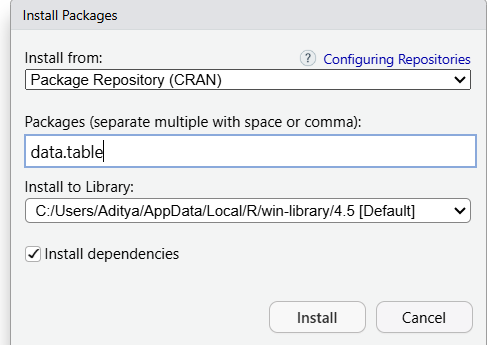 Install Packages
Install from:
? Configuring Repositories
Package Repository (CRAN)
Packages (separate multiple with space or comma):
data.table
Install to Library:
C:/Users/Aditya/AppData/Local/R/win-library/4.5 [Default]
Install dependencies
Install
Cancel